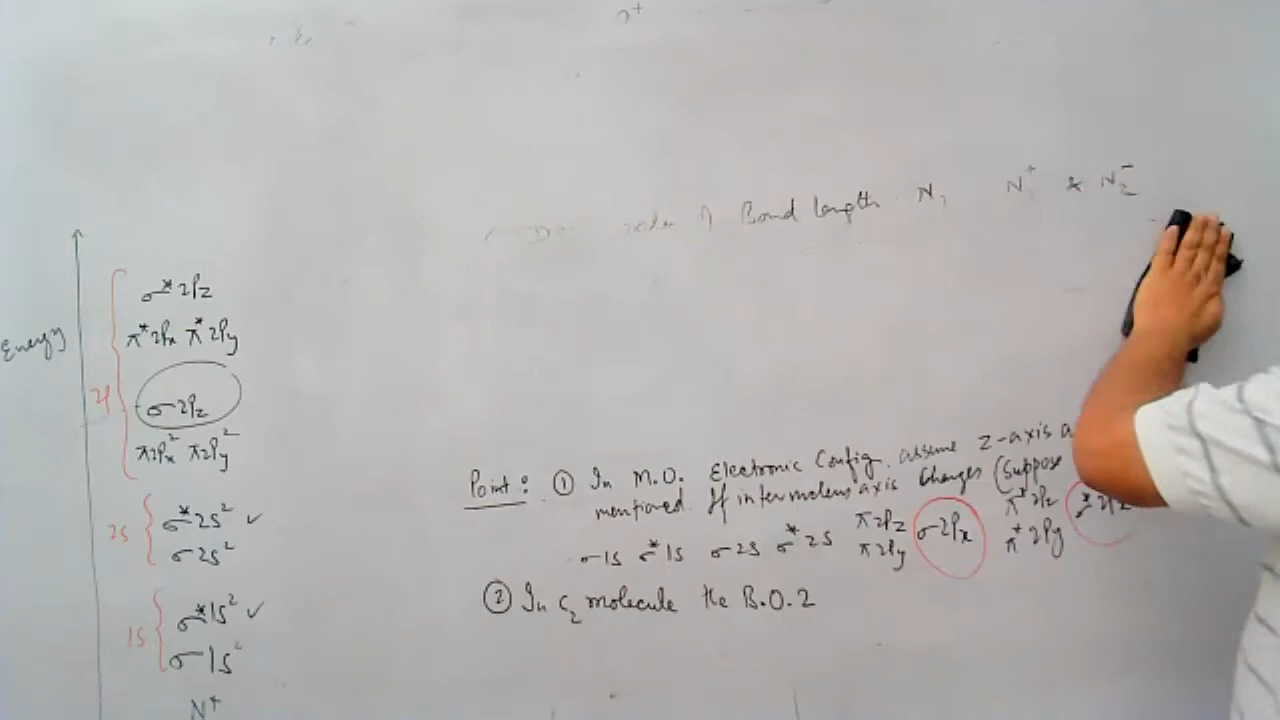 Bond length N₂ N₂⁺ & N₂⁻
Energy
σ*2Pz
π*2Px π*2Py
2P
σ2Pz
π2Px² π2Py²
2S
σ*2S² ✓
σ2S²
1S
σ*1S² ✓
σ1S²
N⁺
Point: ① In M.O. Electronic Config. assume Z-axis a
mentioned. If internuclear axis changes (Suppose
σ1S σ*1S σ2S σ*2S π2Pz π2Py σ2Px π*2Pz π*2Py
② In C₂ molecule the B.O. 2